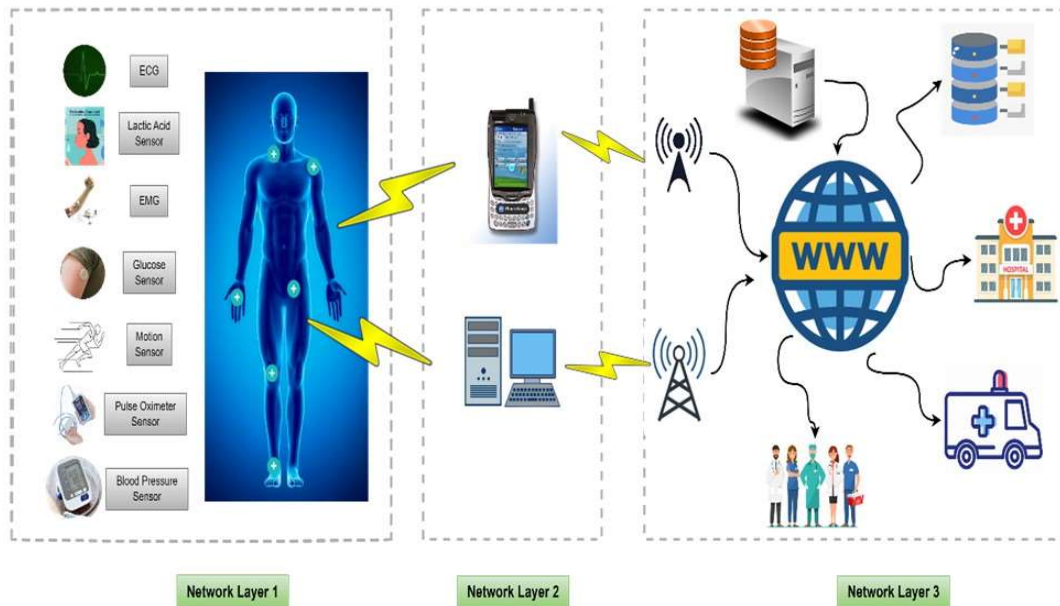 ECG
Lactic Acid
Sensor
EMG
Glucose
Sensor
Motion
Sensor
Pulse Oximeter
Sensor
Blood Pressure
Sensor
WWW
HOSPITAL
Network Layer 1
Network Layer 2
Network Layer 3